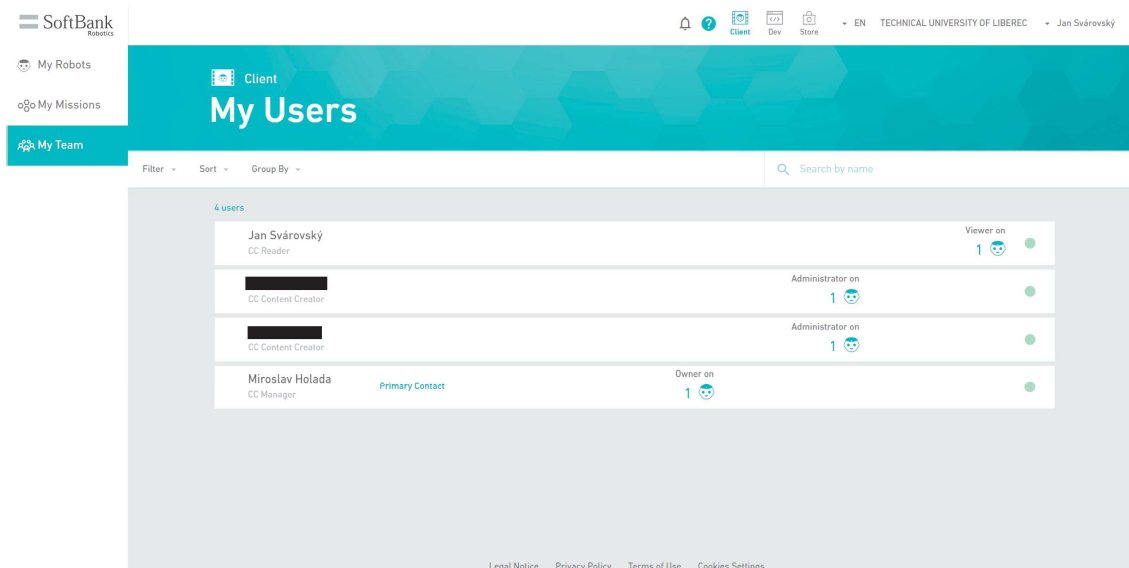 SoftBank
Robotics
My Robots
My Missions
My Team
Client
Dev
Store
EN
TECHNICAL UNIVERSITY OF LIBEREC
Jan Svárovský
Client
My Users
Filter
Sort
Group By
Search by name
4 users
Jan Svárovský
CC Reader
Viewer on
1
CC Content Creator
Administrator on
1
CC Content Creator
Administrator on
1
Miroslav Holada
CC Manager
Primary Contact
Owner on
1
Legal Notice Privacy Policy Terms of Use Cookies Settings